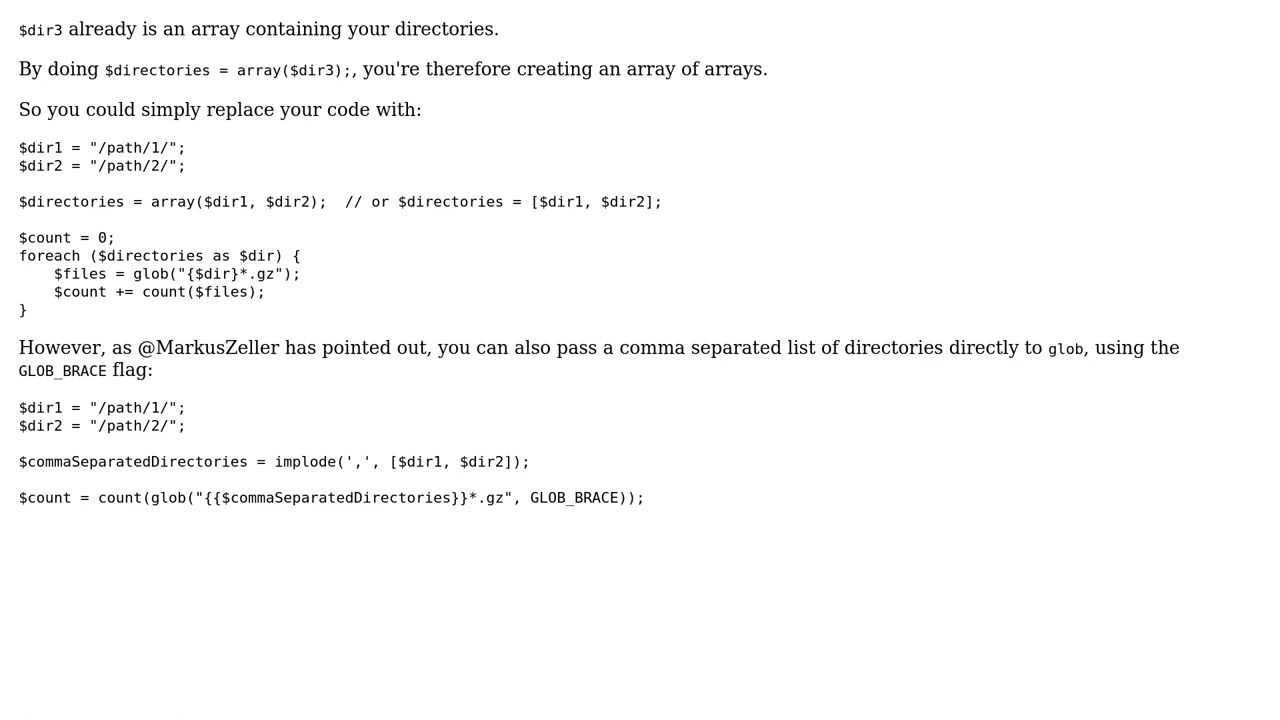 $dir3 already is an array containing your directories.
By doing $directories = array($dir3);, you're therefore creating an array of arrays.
So you could simply replace your code with:
$dir1 = "/path/1/";
$dir2 = "/path/2/";
$directories = array($dir1, $dir2);  // or $directories = [$dir1, $dir2];
$count = 0;
foreach ($directories as $dir) {
    $files = glob("{$dir}*.gz");
    $count += count($files);
}
However, as @MarkusZeller has pointed out, you can also pass a comma separated list of directories directly to glob, using the
GLOB_BRACE flag:
$dir1 = "/path/1/";
$dir2 = "/path/2/";
$commaSeparatedDirectories = implode(',', [$dir1, $dir2]);
$count = count(glob("{{$commaSeparatedDirectories}}*.gz", GLOB_BRACE));